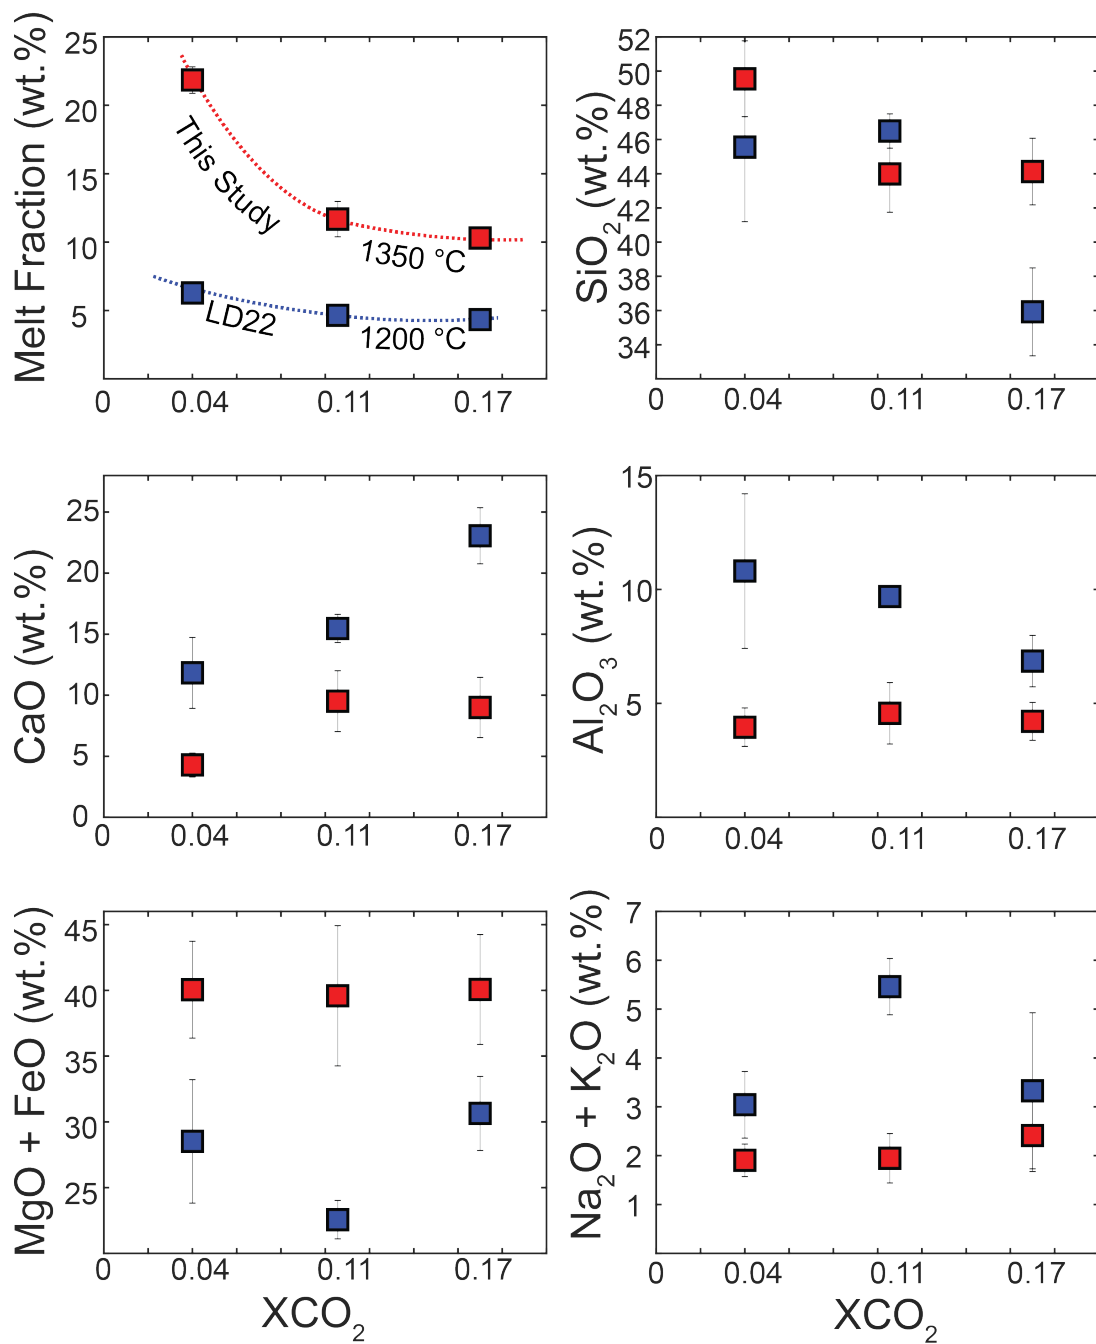 Melt Fraction (wt.%)
25
20
15
10
5
This Study
1350 °C
LD22
1200 °C
0 0.04 0.11 0.17
SiO2 (wt.%)
52
50
48
46
44
42
40
38
36
34
0 0.04 0.11 0.17
CaO (wt.%)
25
20
15
10
5
0
0 0.04 0.11 0.17
Al2O3 (wt.%)
15
10
5
0 0.04 0.11 0.17
MgO + FeO (wt.%)
45
40
35
30
25
0 0.04 0.11 0.17
XCO2
Na2O + K2O (wt.%)
7
6
5
4
3
2
1
0 0.04 0.11 0.17
XCO2